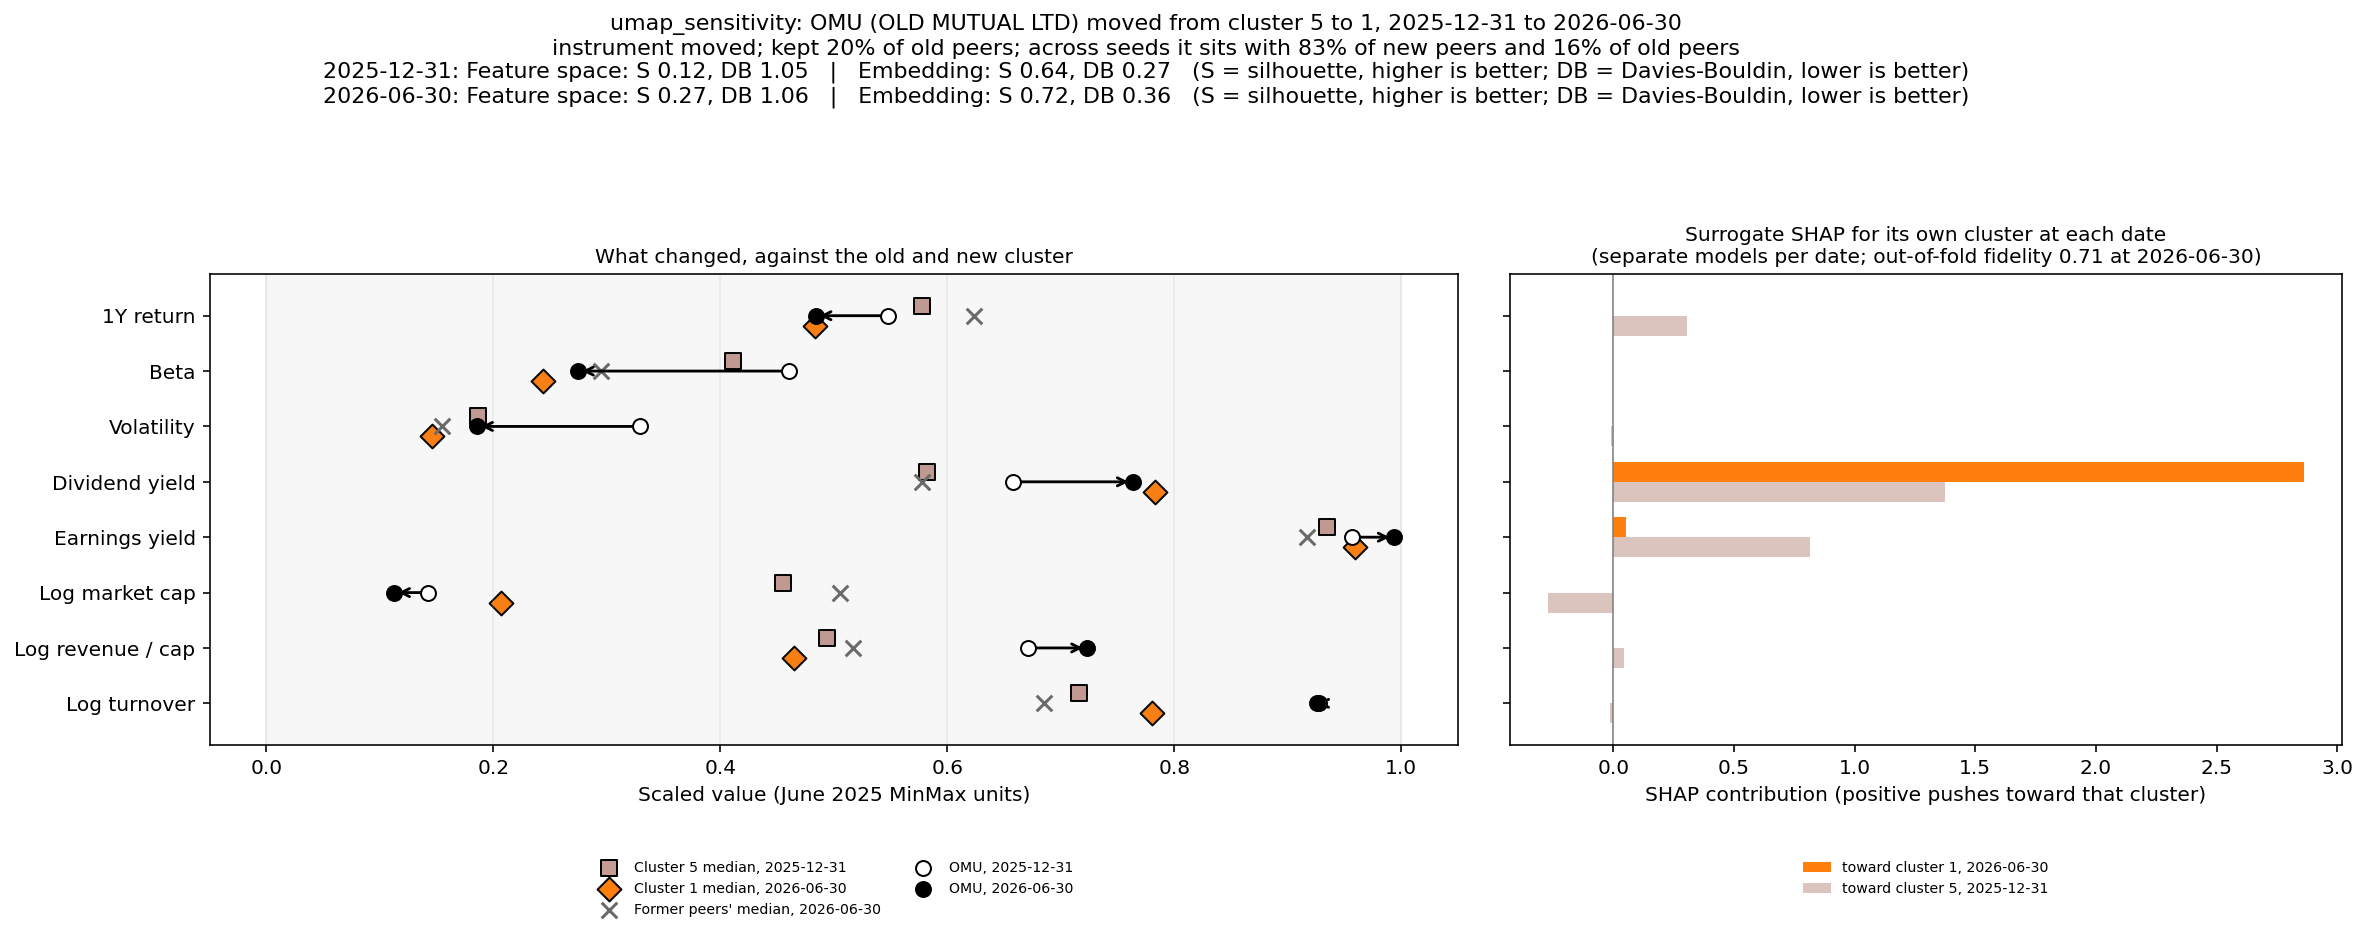 umap_sensitivity: OMU (OLD MUTUAL LTD) moved from cluster 5 to 1, 2025-12-31 to 2026-06-30
instrument moved; kept 20% of old peers; across seeds it sits with 83% of new peers and 16% of old peers
2025-12-31: Feature space: S 0.12, DB 1.05   |   Embedding: S 0.64, DB 0.27   (S = silhouette, higher is better; DB = Davies-Bouldin, lower is better)
2026-06-30: Feature space: S 0.27, DB 1.06   |   Embedding: S 0.72, DB 0.36   (S = silhouette, higher is better; DB = Davies-Bouldin, lower is better)
What changed, against the old and new cluster
1Y return
Beta
Volatility
Dividend yield
Earnings yield
Log market cap
Log revenue / cap
Log turnover
0.0 0.2 0.4 0.6 0.8 1.0
Scaled value (June 2025 MinMax units)
Cluster 5 median, 2025-12-31
Cluster 1 median, 2026-06-30
Former peers' median, 2026-06-30
OMU, 2025-12-31
OMU, 2026-06-30
Surrogate SHAP for its own cluster at each date
(separate models per date; out-of-fold fidelity 0.71 at 2026-06-30)
0.0 0.5 1.0 1.5 2.0 2.5 3.0
SHAP contribution (positive pushes toward that cluster)
toward cluster 1, 2026-06-30
toward cluster 5, 2025-12-31